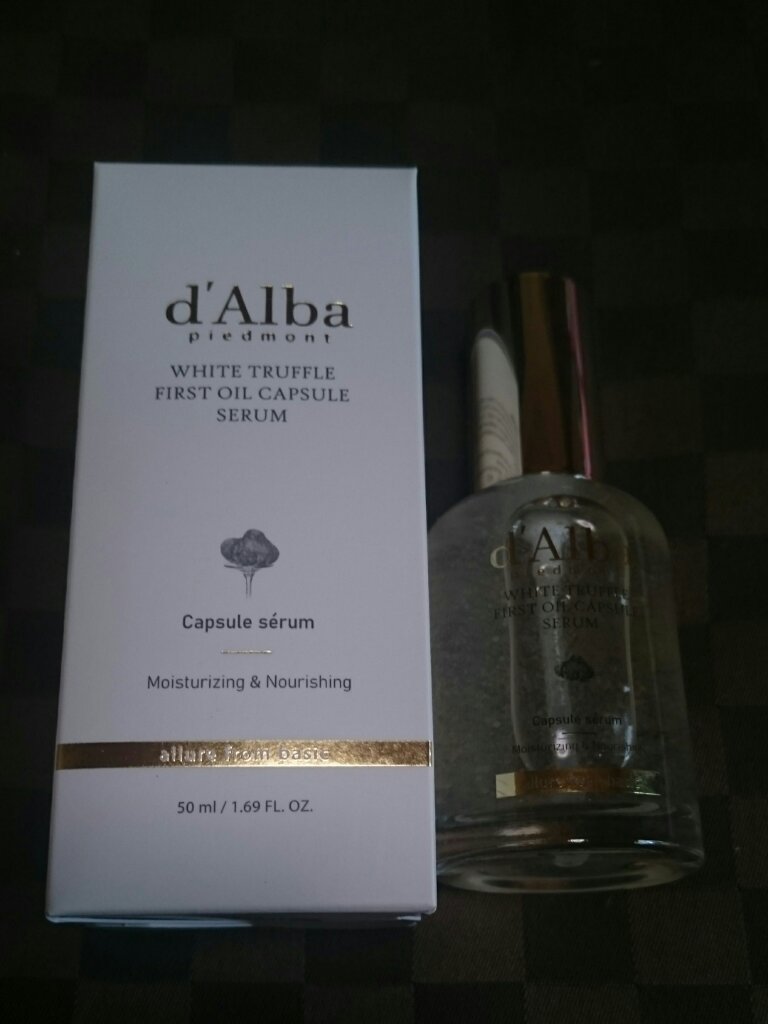 d'Alba
piedmont
WHITE TRUFFLE
FIRST OIL CAPSULE
SERUM
Capsule sérum
Moisturizing & Nourishing
allure from basic
50 ml / 1.69 FL. OZ.
d'Alba
WHITE TRUFFLE
FIRST OIL CAPSULE
SERUM
Capsule sérum
Moisturizing & Nourishing